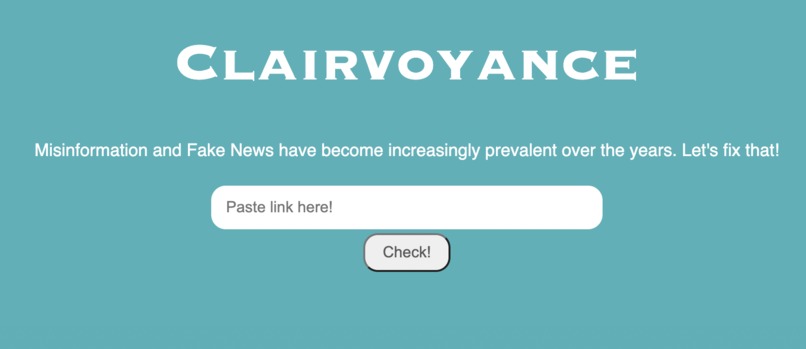 CLAIRVOYANCE
Misinformation and Fake News have become increasingly prevalent over the years. Let's fix that!
Paste link here!
Check!